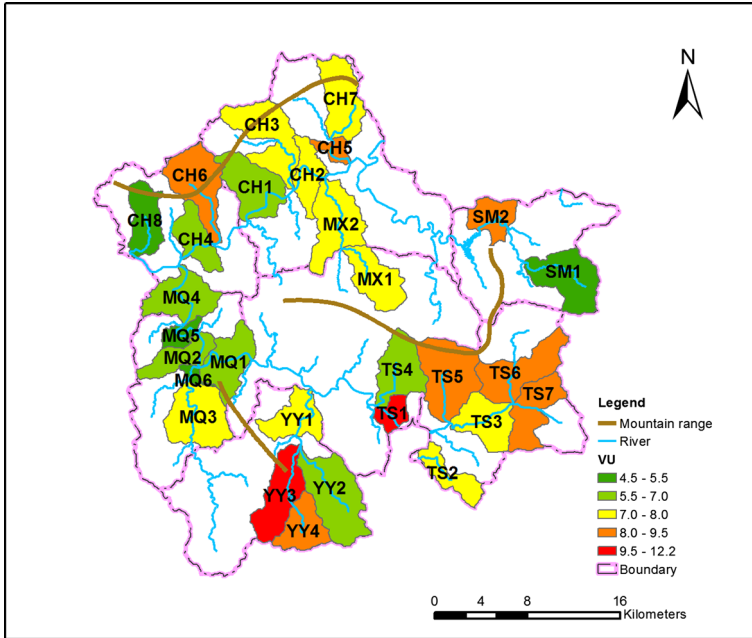 N
CH7
CH3
CH5
CH6
CH1
CH2
CH8
CH4
MX2
SM2
MX1
SM1
MQ4
MQ5
MQ2
MQ1
MQ6
MQ3
TS4
TS5
TS6
TS7
TS1
TS3
YY1
TS2
YY3
YY2
YY4
Legend
Mountain range
River
VU
4.5 - 5.5
5.5 - 7.0
7.0 - 8.0
8.0 - 9.5
9.5 - 12.2
Boundary
0 4 8 16
Kilometers